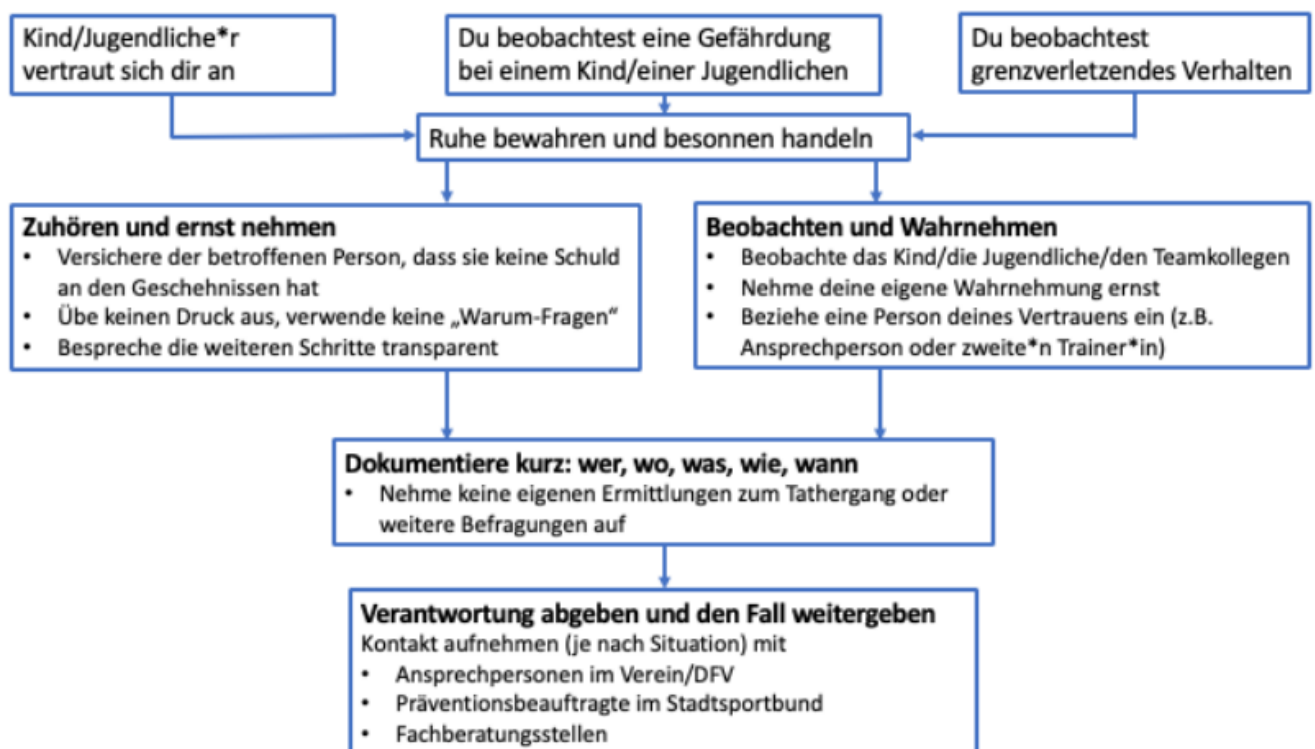 Kind/Jugendliche*r
vertraut sich dir an
Du beobachtest eine Gefährdung
bei einem Kind/einer Jugendlichen
Du beobachtest
grenzverletzendes Verhalten
Ruhe bewahren und besonnen handeln
Zuhören und ernst nehmen
• Versichere der betroffenen Person, dass sie keine Schuld
an den Geschehnissen hat
• Übe keinen Druck aus, verwende keine „Warum-Fragen“
• Bespreche die weiteren Schritte transparent
Beobachten und Wahrnehmen
• Beobachte das Kind/die Jugendliche/den Teamkollegen
• Nehme deine eigene Wahrnehmung ernst
• Beziehe eine Person deines Vertrauens ein (z.B.
Ansprechperson oder zweite*n Trainer*in)
Dokumentiere kurz: wer, wo, was, wie, wann
• Nehme keine eigenen Ermittlungen zum Tathergang oder
weitere Befragungen auf
Verantwortung abgeben und den Fall weitergeben
Kontakt aufnehmen (je nach Situation) mit
• Ansprechpersonen im Verein/DFV
• Präventionsbeauftragte im Stadtsportbund
• Fachberatungsstellen